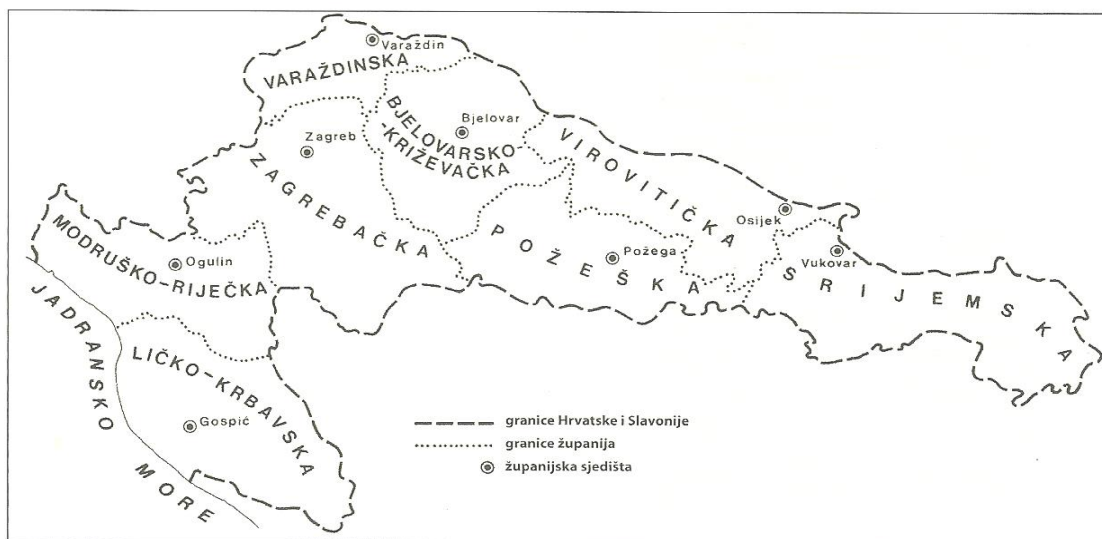 Varaždin
VARAŽDINSKA
BJELOVARSKO-
-KRIŽEVAČKA
Bjelovar
Zagreb
ZAGREBAČKA
VIROVITIČKA
Osijek
MODRUŠKO-RIJEČKA
Ogulin
POŽEŠKA
Požega
Vukovar
SRIJEMSKA
LIČKO-KRBAVSKA
Gospić
JADRANSKO MORE
granice Hrvatske i Slavonije
granice županija
županijska sjedišta